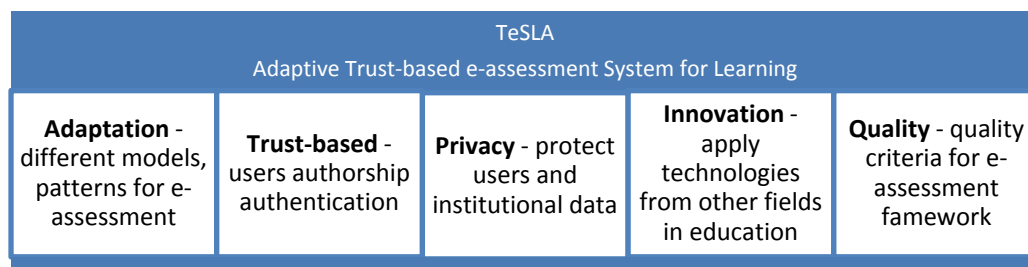 TeSLA
Adaptive Trust-based e-assessment System for Learning
Adaptation -
different models,
patterns for e-
assessment
Trust-based -
users authorship
authentication
Privacy - protect
users and
institutional data
Innovation -
apply
technologies
from other fields
in education
Quality - quality
criteria for e-
assessment
famework